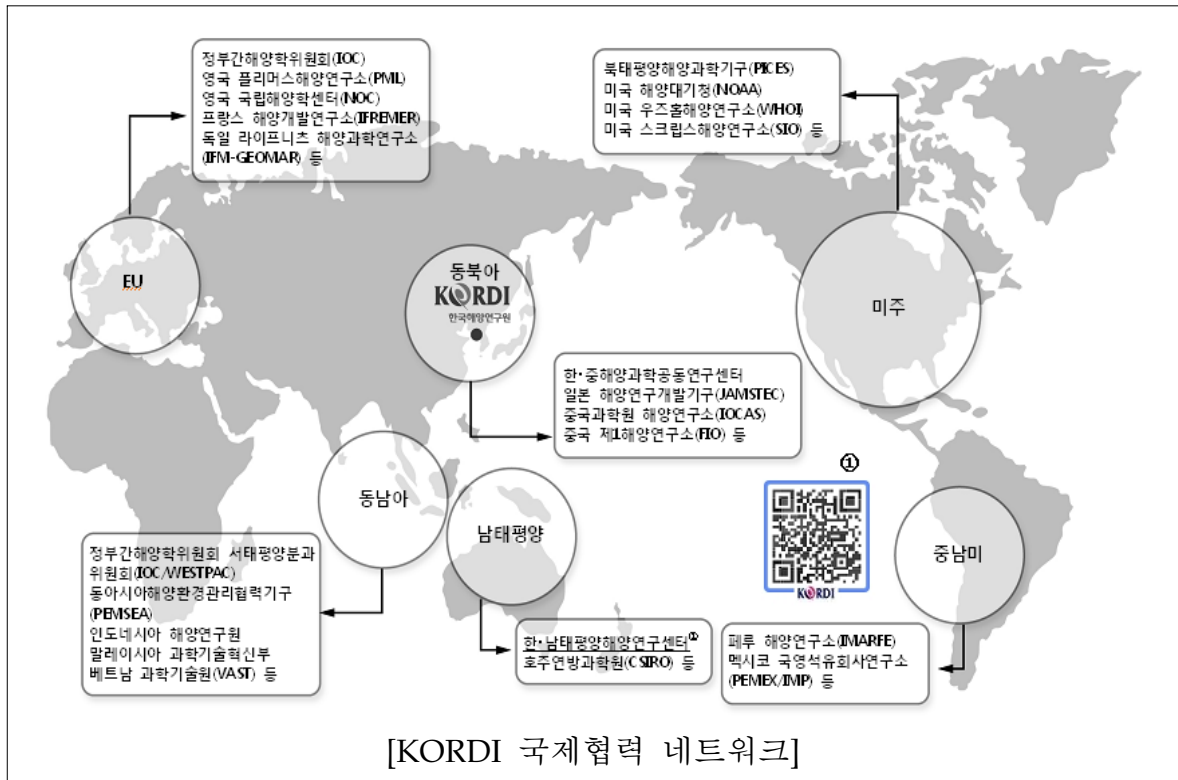 정부간해양학위원회(IOC)
영국 플리머스해양연구소(PML)
영국 국립해양학센터(NOC)
프랑스 해양개발연구소(IFREMER)
독일 라이프니츠 해양과학연구소
(IFM-GEOMAR) 등
북태평양해양과학기구(PICES)
미국 해양대기청(NOAA)
미국 우즈홀해양연구소(WHOI)
미국 스크립스해양연구소(SIO) 등
EU
동북아
KORDI
한국해양연구원
미주
한·중해양과학공동연구센터
일본 해양연구개발기구(JAMSTEC)
중국과학원 해양연구소(IOCAS)
중국 제1해양연구소(FIO) 등
①
동남아
남태평양
KORDI
중남미
정부간해양학위원회 서태평양분과
위원회(IOC/WESTPAC)
동아시아해양환경관리협력기구
(PEMSEA)
인도네시아 해양연구원
말레이시아 과학기술혁신부
베트남 과학기술원(VAST) 등
한·남태평양해양연구센터①
호주연방과학원(CSIRO) 등
페루 해양연구소(IMARFE)
멕시코 국영석유회사연구소
(PEMEX/IMP) 등
[KORDI 국제협력 네트워크]